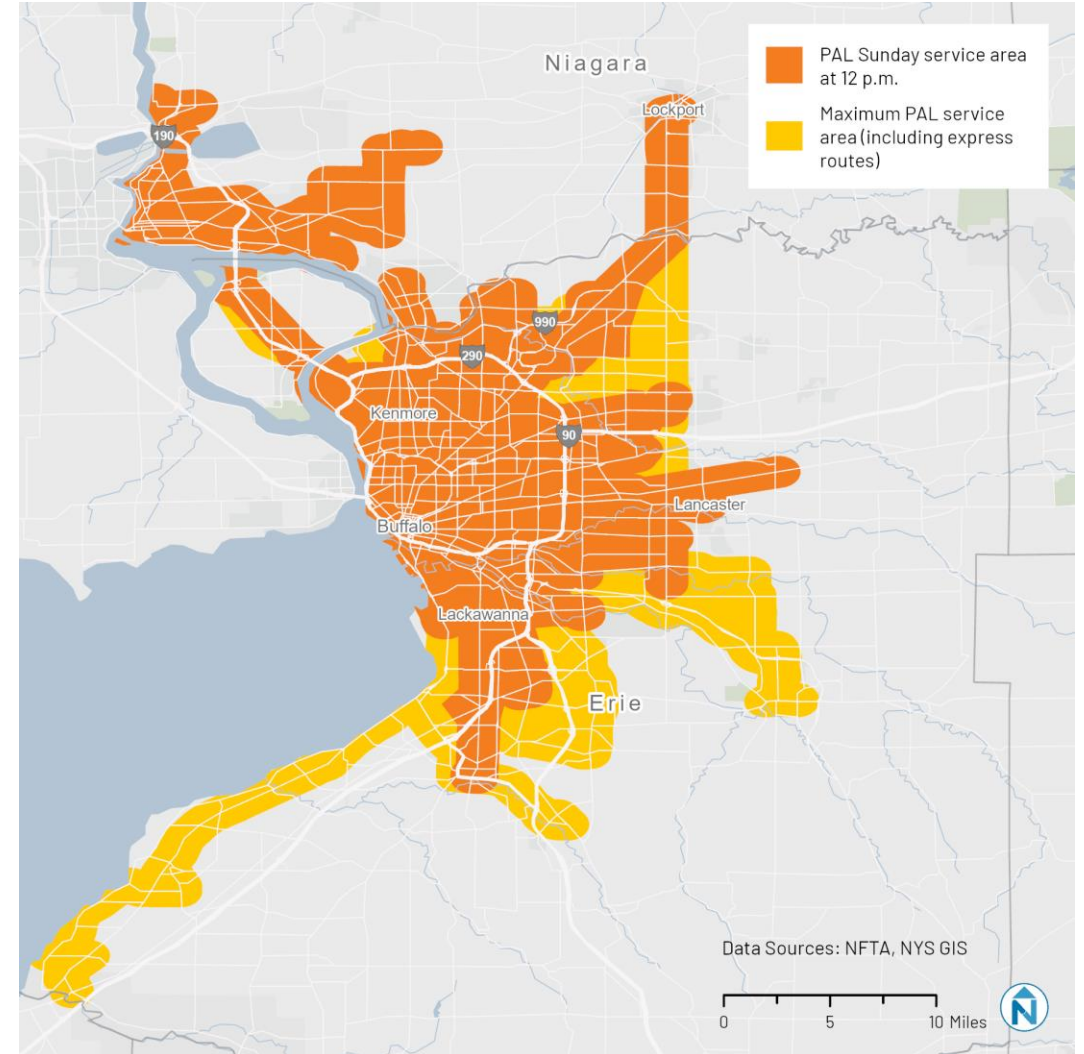 Niagara
PAL Sunday service area
at 12 p.m.
Maximum PAL service
area (including express
routes)
Lockport
190
990
290
Kenmore
90
Lancaster
Buffalo
Lackawanna
Erie
Data Sources: NFTA, NYS GIS
0 5 10 Miles
N